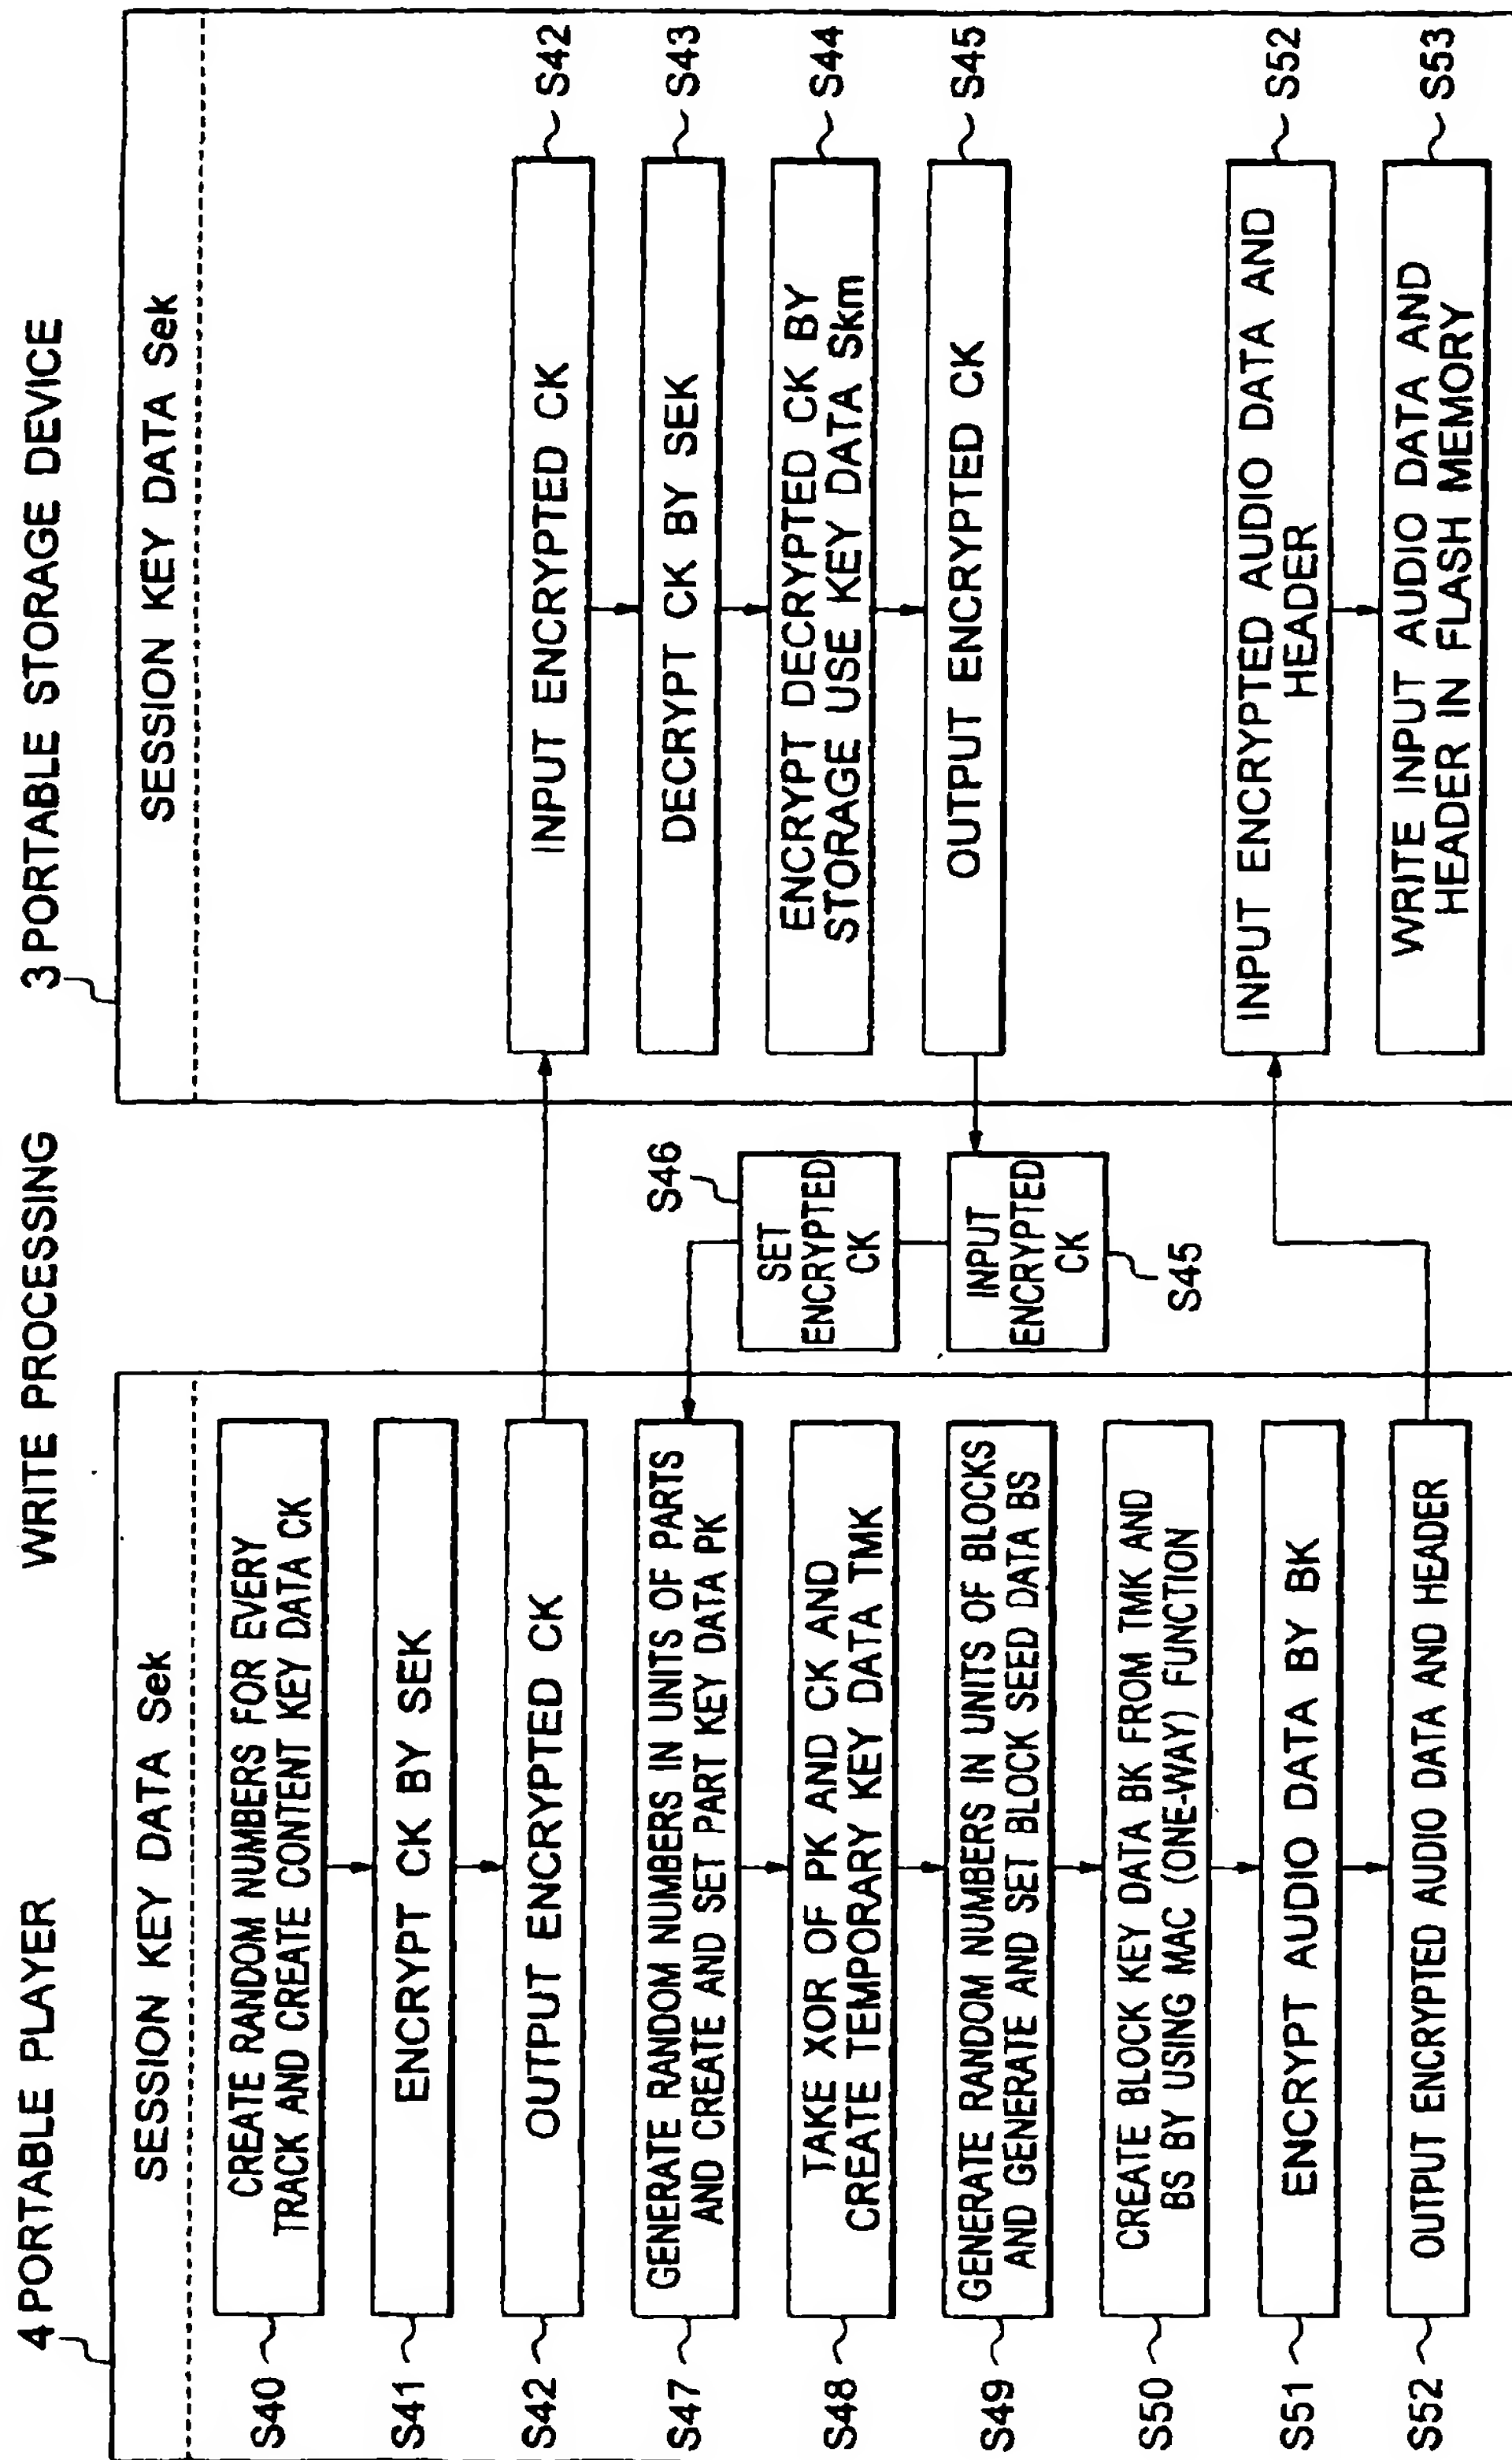 WRITE PROCESSING
4 PORTABLE PLAYER
SESSION KEY DATA Sek
S40
CREATE RANDOM NUMBERS FOR EVERY
TRACK AND CREATE CONTENT KEY DATA CK
S41
ENCRYPT CK BY SEK
S42
OUTPUT ENCRYPTED CK
S47
GENERATE RANDOM NUMBERS IN UNITS OF PARTS
AND CREATE AND SET PART KEY DATA PK
S48
TAKE XOR OF PK AND CK AND
CREATE TEMPORARY KEY DATA TMK
S49
GENERATE RANDOM NUMBERS IN UNITS OF BLOCKS
AND GENERATE AND SET BLOCK SEED DATA BS
S50
CREATE BLOCK KEY DATA BK FROM TMK AND
BS BY USING MAC (ONE-WAY) FUNCTION
S51
ENCRYPT AUDIO DATA BY BK
S52
OUTPUT ENCRYPTED AUDIO DATA AND HEADER
S46
SET
ENCRYPTED
CK
INPUT
ENCRYPTED
CK
S45
3 PORTABLE STORAGE DEVICE
SESSION KEY DATA Sek
INPUT ENCRYPTED CK
S42
DECRYPT CK BY SEK
S43
ENCRYPT DECRYPTED CK BY
STORAGE USE KEY DATA Skm
S44
OUTPUT ENCRYPTED CK
S45
INPUT ENCRYPTED AUDIO DATA AND
HEADER
S52
WRITE INPUT AUDIO DATA AND
HEADER IN FLASH MEMORY
S53